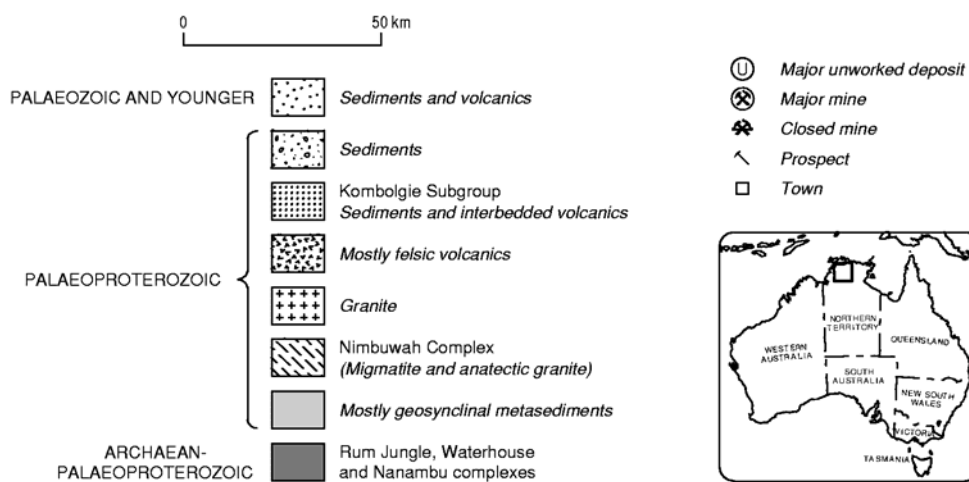 0 50 km
PALAEOZOIC AND YOUNGER
Sediments and volcanics
Sediments
Kombolgie Subgroup
Sediments and interbedded volcanics
Mostly felsic volcanics
PALAEOPROTEROZOIC
Granite
Nimbuwah Complex
(Migmatite and anatectic granite)
Mostly geosynclinal metasediments
ARCHAEAN-
PALAEOPROTEROZOIC
Rum Jungle, Waterhouse
and Nanambu complexes
U Major unworked deposit
Major mine
Closed mine
Prospect
Town
NORTHERN
TERRITORY
QUEENSLAND
WESTERN
AUSTRALIA
SOUTH
AUSTRALIA
NEW SOUTH
WALES
VICTORIA
TASMANIA